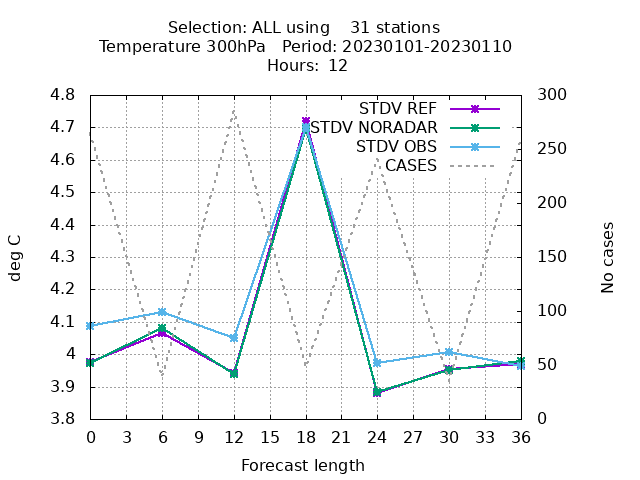 Selection: ALL using    31 stations
Temperature 300hPa   Period: 20230101-20230110
Hours: 12
STDV REF
STDV NORADAR
STDV OBS
CASES
deg C
4.8
4.7
4.6
4.5
4.4
4.3
4.2
4.1
4
3.9
3.8
300
250
200
150
100
50
0
No cases
0 3 6 9 12 15 18 21 24 27 30 33 36
Forecast length